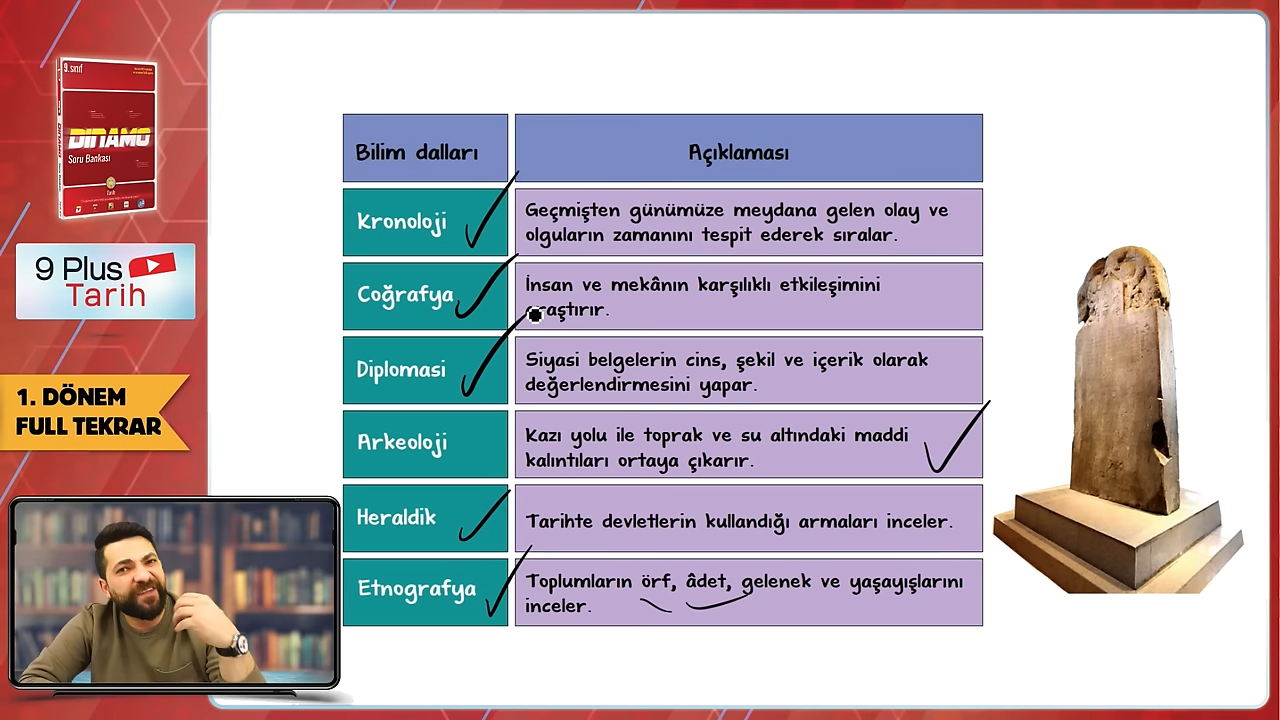 9. sınıf
DINAMO
Soru Bankası
Tarih
9 Plus
Tarih
1. DÖNEM
FULL TEKRAR
Bilim dalları
Açıklaması
Kronoloji
Geçmişten günümüze meydana gelen olay ve
olguların zamanını tespit ederek sıralar.
Coğrafya
İnsan ve mekânın karşılıklı etkileşimini
aştırır.
Diplomasi
Siyasi belgelerin cins, şekil ve içerik olarak
değerlendirmesini yapar.
Arkeoloji
Kazı yolu ile toprak ve su altındaki maddi
kalıntıları ortaya çıkarır.
Heraldik
Tarihte devletlerin kullandığı armaları inceler.
Etnografya
Toplumların örf, âdet, gelenek ve yaşayışlarını
inceler.